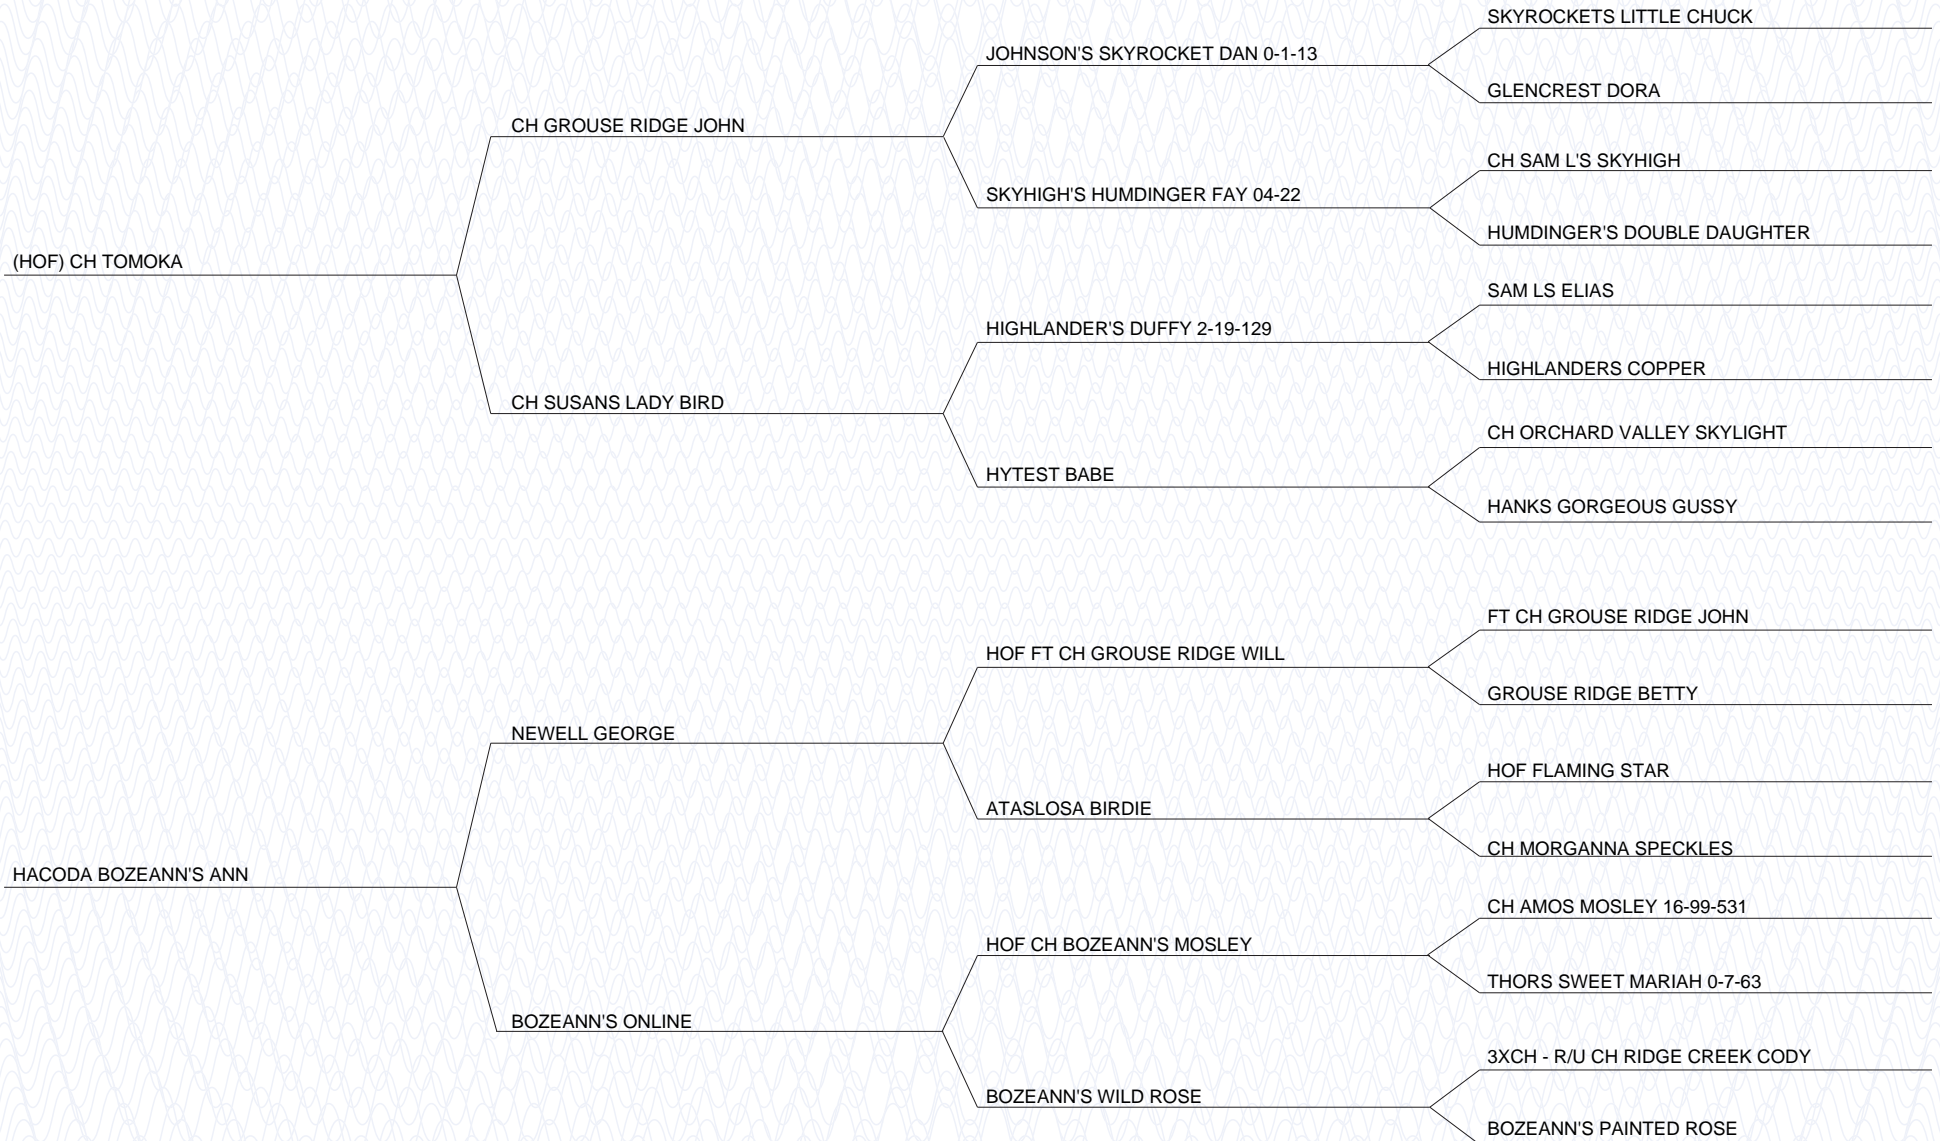 SKYROCKETS LITTLE CHUCK
JOHNSON'S SKYROCKET DAN 0-1-13
GLENCREST DORA
CH GROUSE RIDGE JOHN
CH SAM L'S SKYHIGH
SKYHIGH'S HUMDINGER FAY 04-22
HUMDINGER'S DOUBLE DAUGHTER
(HOF) CH TOMOKA
SAM LS ELIAS
HIGHLANDER'S DUFFY 2-19-129
HIGHLANDERS COPPER
CH SUSANS LADY BIRD
CH ORCHARD VALLEY SKYLIGHT
HYTEST BABE
HANKS GORGEOUS GUSSY
FT CH GROUSE RIDGE JOHN
HOF FT CH GROUSE RIDGE WILL
GROUSE RIDGE BETTY
NEWELL GEORGE
HOF FLAMING STAR
ATASLOSA BIRDIE
CH MORGANNA SPECKLES
HACODA BOZEANN'S ANN
CH AMOS MOSLEY 16-99-531
HOF CH BOZEANN'S MOSLEY
THORS SWEET MARIAH 0-7-63
BOZEANN'S ONLINE
3XCH - R/U CH RIDGE CREEK CODY
BOZEANN'S WILD ROSE
BOZEANN'S PAINTED ROSE